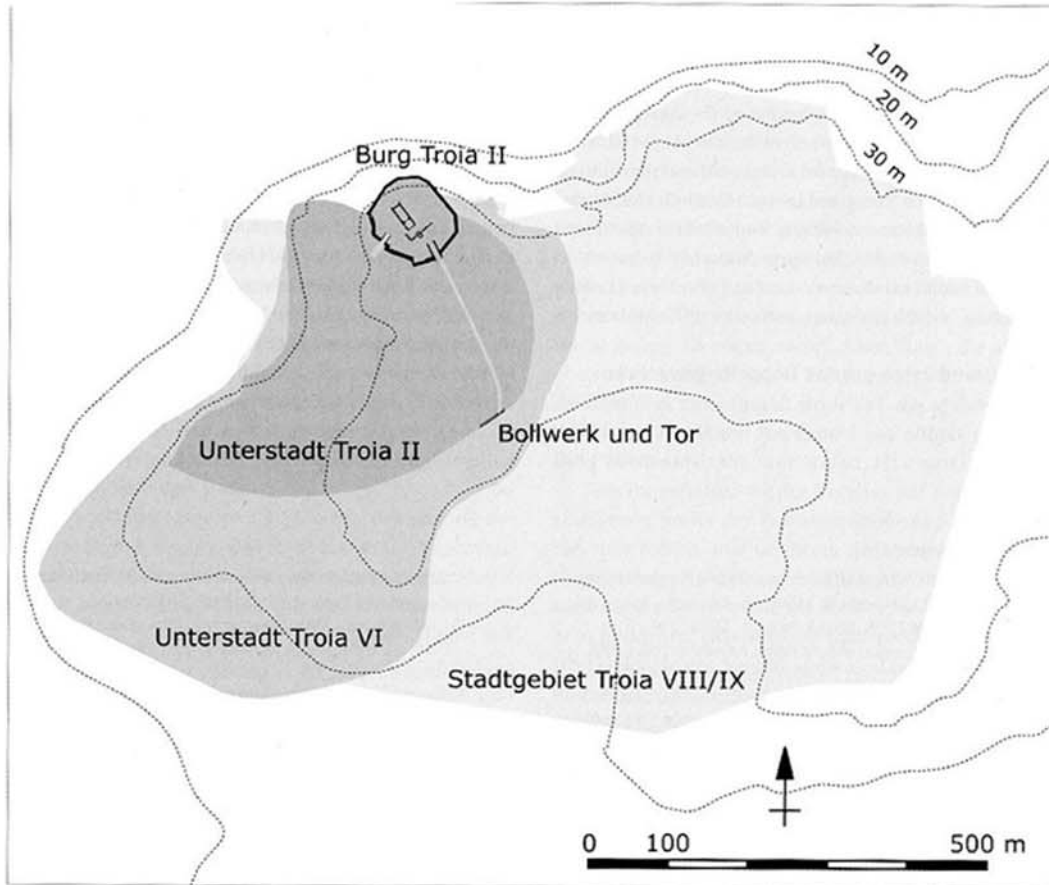 10 m
20 m
30 m
Burg Troia II
Unterstadt Troia II
Bollwerk und Tor
Unterstadt Troia VI
Stadtgebiet Troia VIII/IX
0 100 500 m